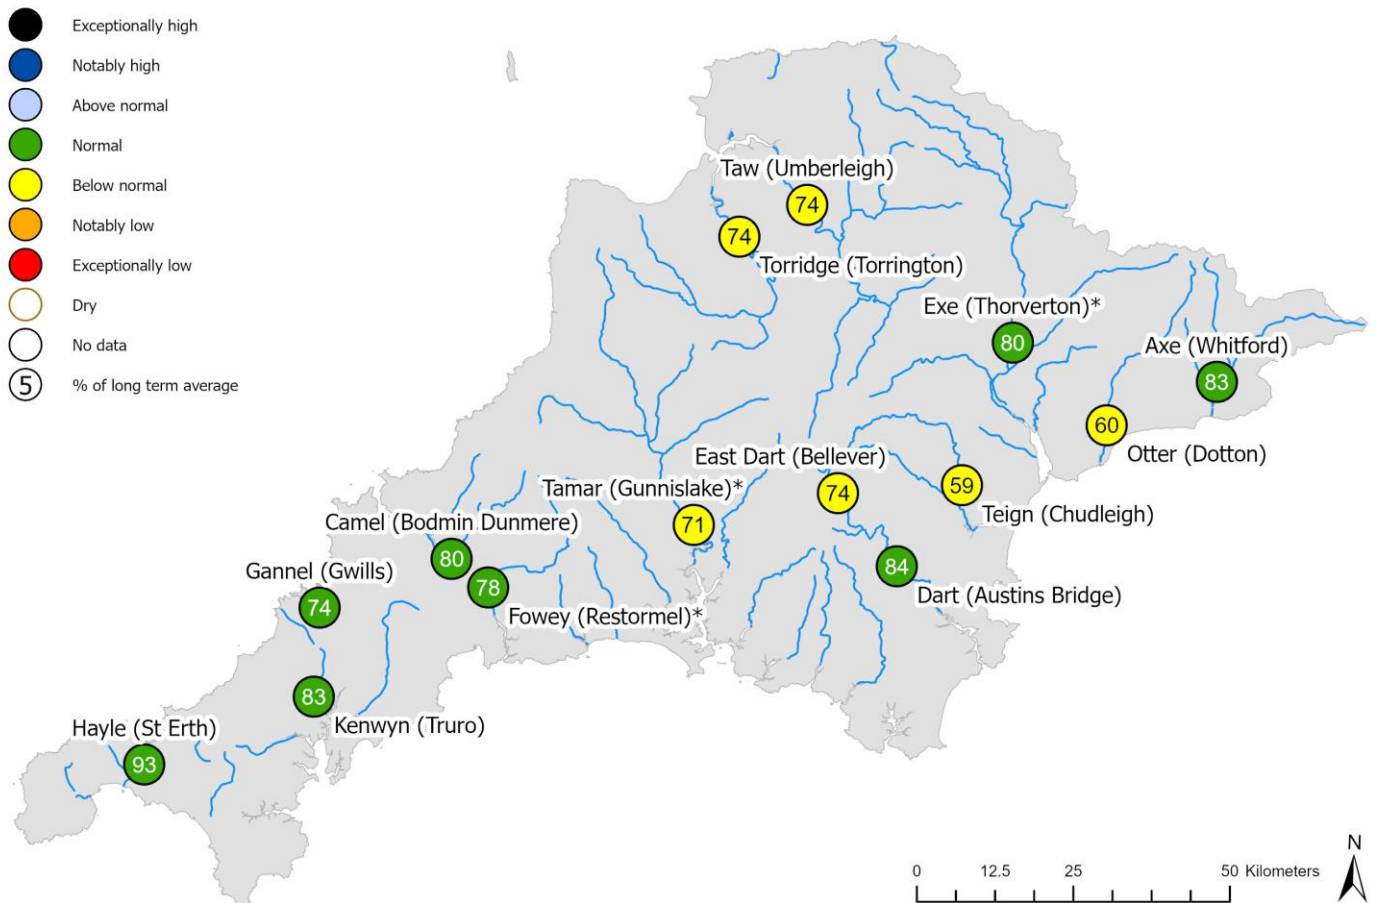 Exceptionally high
Notably high
Above normal
Normal
Below normal
Notably low
Exceptionally low
Dry
No data
5 % of long term average
Taw (Umberleigh)
74
74
Torridge (Torrington)
Exe (Thorverton)*
80
Axe (Whitford)
83
60
Otter (Dotton)
East Dart (Bellever)
74
59
Teign (Chudleigh)
Tamar (Gunnislake)*
71
Camel (Bodmin Dunmere)
80
78
Fowey (Restormel)*
84
Dart (Austins Bridge)
Gannel (Gwills)
74
83
Kenwyn (Truro)
Hayle (St Erth)
93
N
0 12.5 25 50 Kilometers